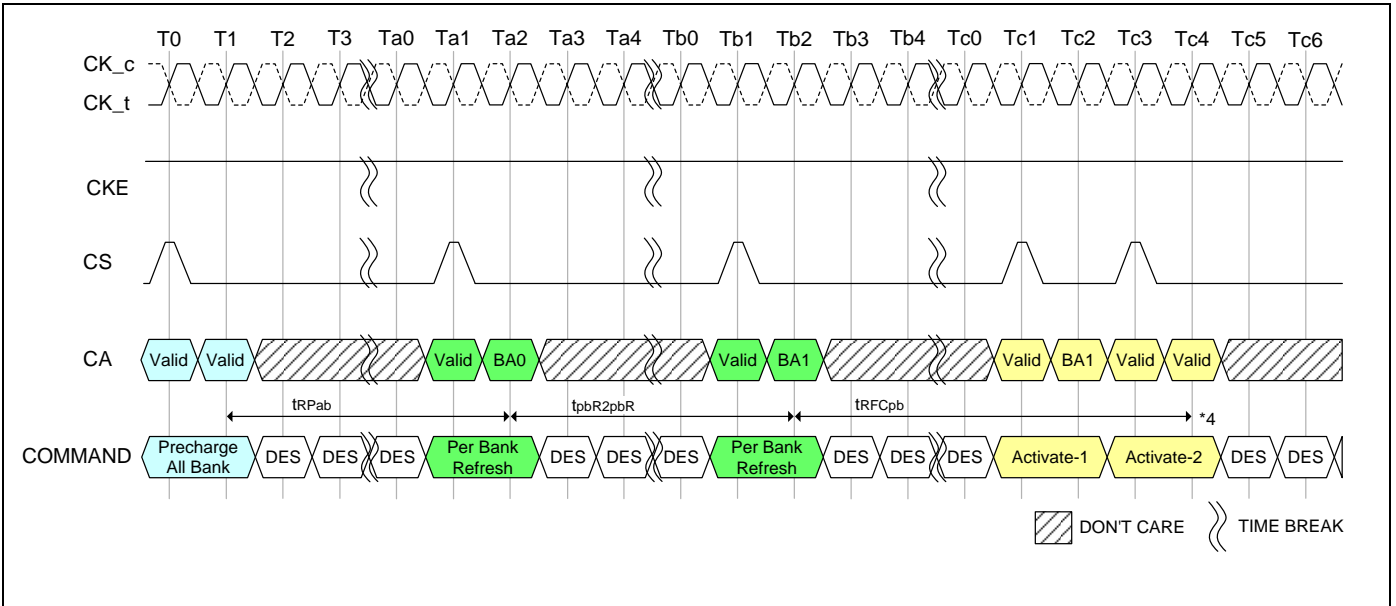 T0 T1 T2 T3 Ta0 Ta1 Ta2 Ta3 Ta4 Tb0 Tb1 Tb2 Tb3 Tb4 Tc0 Tc1 Tc2 Tc3 Tc4 Tc5 Tc6
CK_c
CK_t
CKE
CS
CA Valid Valid Valid BA0 Valid BA1 Valid BA1 Valid Valid
tRPab tpbR2pbR tRFCpb *4
COMMAND Precharge All Bank DES DES DES Per Bank Refresh DES DES DES Per Bank Refresh DES DES DES Activate-1 Activate-2 DES DES
DON'T CARE TIME BREAK